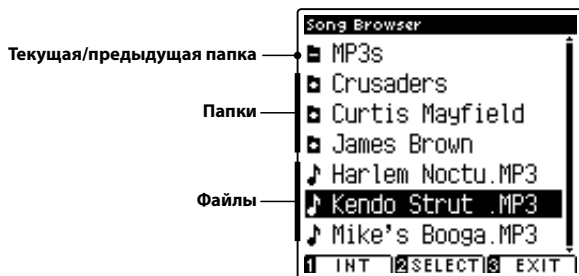 Song Browser
Текущая/предыдущая папка
MP3s
Папки
Crusaders
Curtis Mayfield
James Brown
Файлы
Harlem Noctu.MP3
Kendo Strut .MP3
Mike's Booga.MP3
1 INT 2 SELECT 3 EXIT